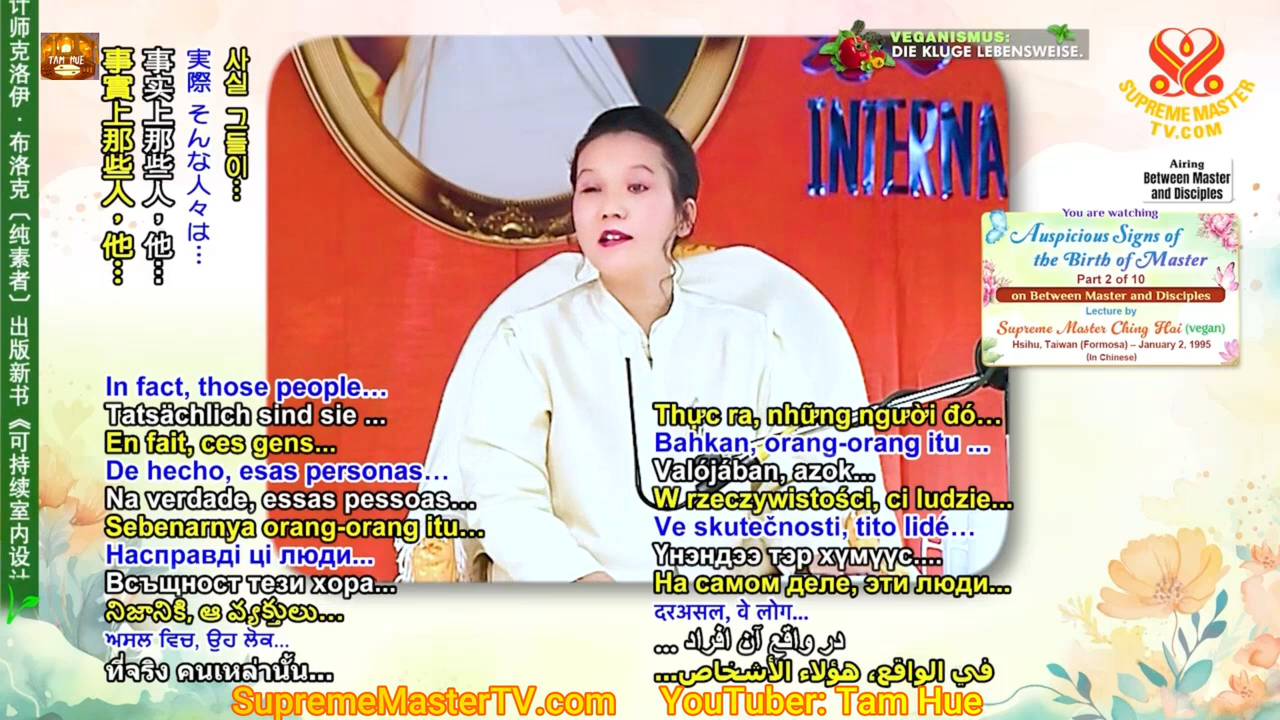 计师克洛伊·布洛克〔纯素者〕出版新书《可持续室内设计
TAM HUE
事實上那些人，他…
事实上那些人，他…
実際 そんな人々は…
사실 그들이…
INTERNA
VEGANISMUS:
DIE KLUGE LEBENSWEISE.
SUPREME MASTER
TV.COM
Airing
Between Master
and Disciples
You are watching
Auspicious Signs of
the Birth of Master
Part 2 of 10
on Between Master and Disciples
Lecture by
Supreme Master Ching Hai (vegan)
Hsihu, Taiwan (Formosa) – January 2, 1995
(In Chinese)
In fact, those people…
Tatsächlich sind sie ...
En fait, ces gens...
De hecho, esas personas…
Na verdade, essas pessoas...
Sebenarnya orang-orang itu...
Насправді ці люди...
Всъщност тези хора...
నిజానికి, ఆ వ్యక్తులు...
ਅਸਲ ਵਿਚ, ਉਹ ਲੋਕ...
ที่จริง คนเหล่านั้น...
Thực ra, những người đó...
Bahkan, orang-orang itu ...
Valójában, azok...
W rzeczywistości, ci ludzie...
Ve skutečnosti, tito lidé…
Үнэндээ тэр хүмүүс....
На самом деле, эти люди...
दरअसल, वे लोग...
در واقع آن افراد ...
في الواقع، هؤلاء الأشخاص...
SupremeMasterTV.com
YouTuber: Tam Hue